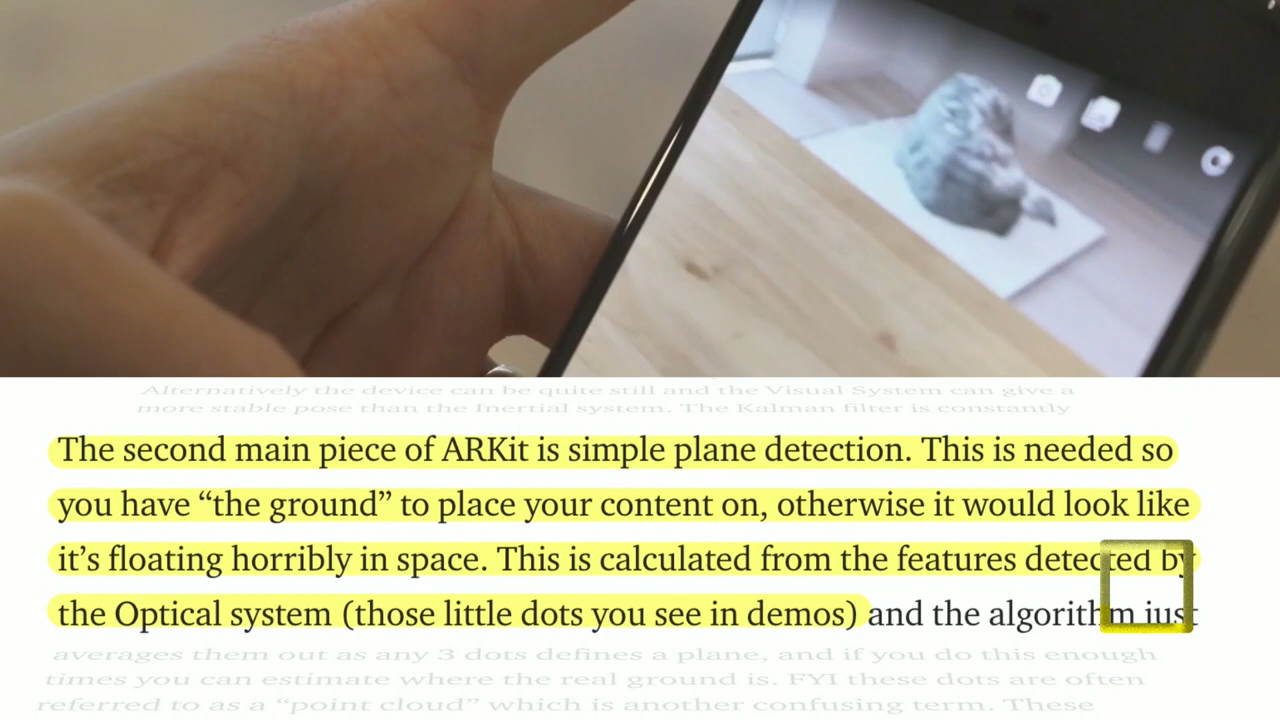 Alternatively the device can be quite still and the Visual System can give a
more stable pose than the Inertial system. The Kalman filter is constantly
The second main piece of ARKit is simple plane detection. This is needed so
you have “the ground” to place your content on, otherwise it would look like
it’s floating horribly in space. This is calculated from the features detected by
the Optical system (those little dots you see in demos) and the algorithm just
averages them out as any 3 dots defines a plane, and if you do this enough
times you can estimate where the real ground is. FYI these dots are often
referred to as a “point cloud” which is another confusing term. These